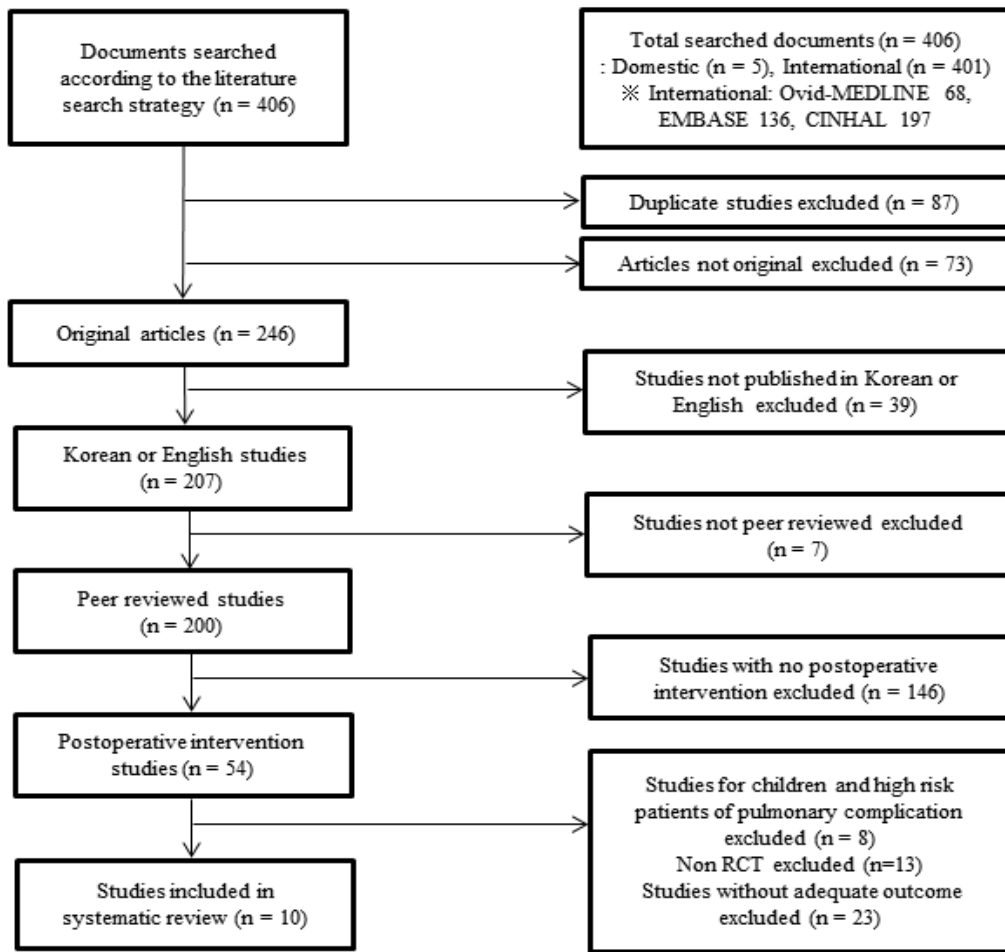 Documents searched
according to the literature
search strategy (n = 406)
Total searched documents (n = 406)
: Domestic (n = 5), International (n = 401)
※ International: Ovid-MEDLINE 68,
EMBASE 136, CINHAL 197
Duplicate studies excluded (n = 87)
Articles not original excluded (n = 73)
Original articles (n = 246)
Studies not published in Korean or
English excluded (n = 39)
Korean or English studies
(n = 207)
Studies not peer reviewed excluded
(n = 7)
Peer reviewed studies
(n = 200)
Studies with no postoperative
intervention excluded (n = 146)
Postoperative intervention
studies (n = 54)
Studies for children and high risk
patients of pulmonary complication
excluded (n = 8)
Non RCT excluded (n=13)
Studies without adequate outcome
excluded (n = 23)
Studies included in
systematic review (n = 10)